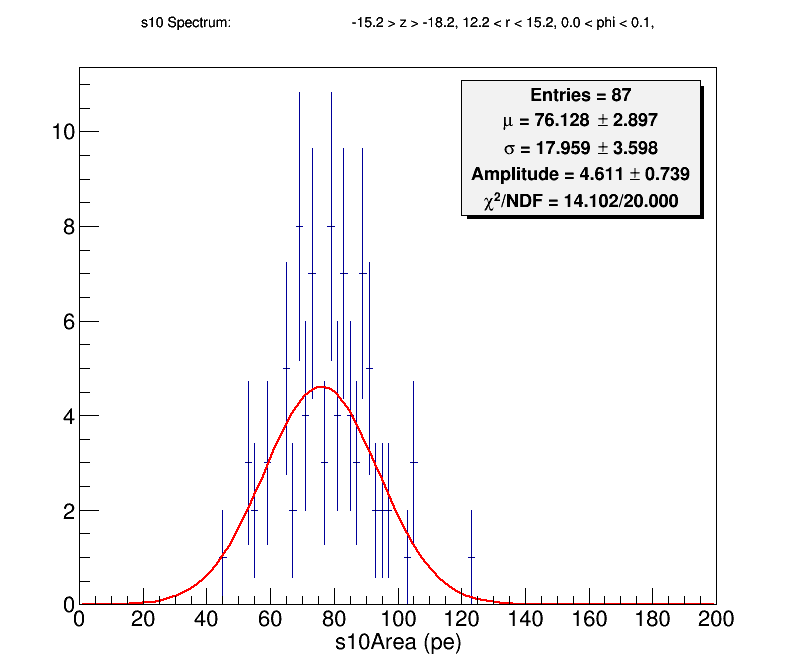 s10 Spectrum: -15.2 > z > -18.2, 12.2 < r < 15.2, 0.0 < phi < 0.1,
Entries = 87
μ = 76.128 ± 2.897
σ = 17.959 ± 3.598
Amplitude = 4.611 ± 0.739
χ²/NDF = 14.102/20.000
10
8
6
4
2
0
0 20 40 60 80 100 120 140 160 180 200
s10Area (pe)